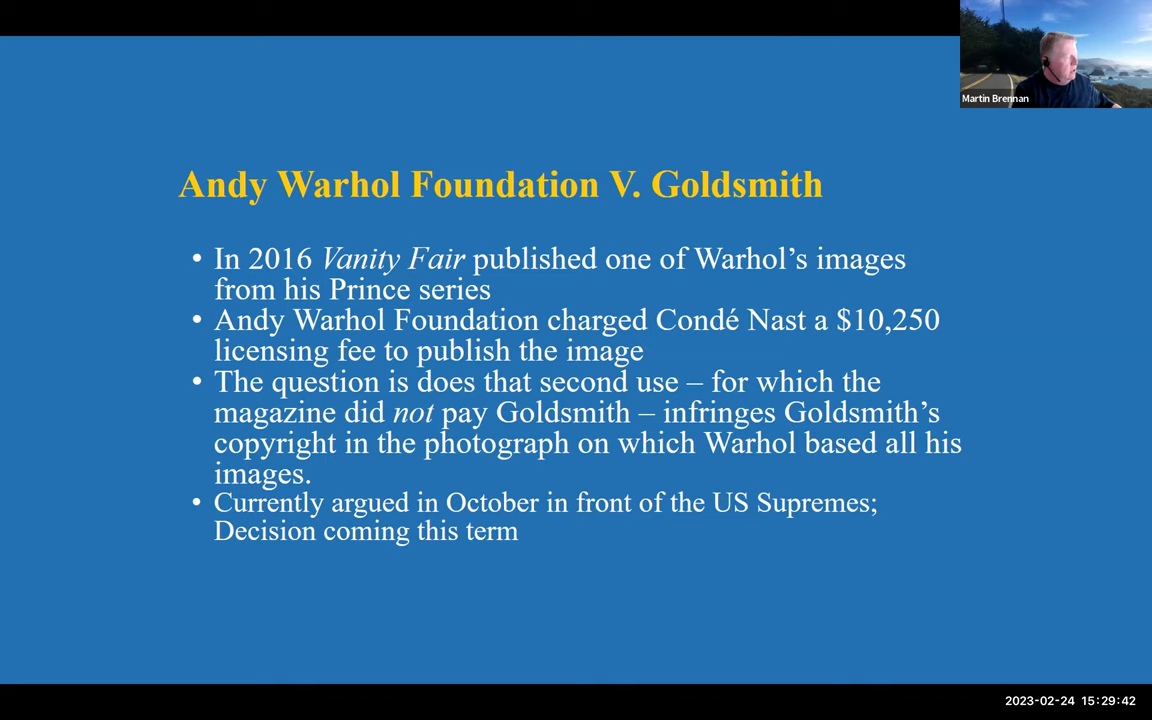 Martin Brennan
Andy Warhol Foundation V. Goldsmith
• In 2016 Vanity Fair published one of Warhol's images
from his Prince series
• Andy Warhol Foundation charged Condé Nast a $10,250
licensing fee to publish the image
• The question is does that second use – for which the
magazine did not pay Goldsmith – infringes Goldsmith's
copyright in the photograph on which Warhol based all his
images.
• Currently argued in October in front of the US Supremes;
Decision coming this term
2023-02-24 15:29:42